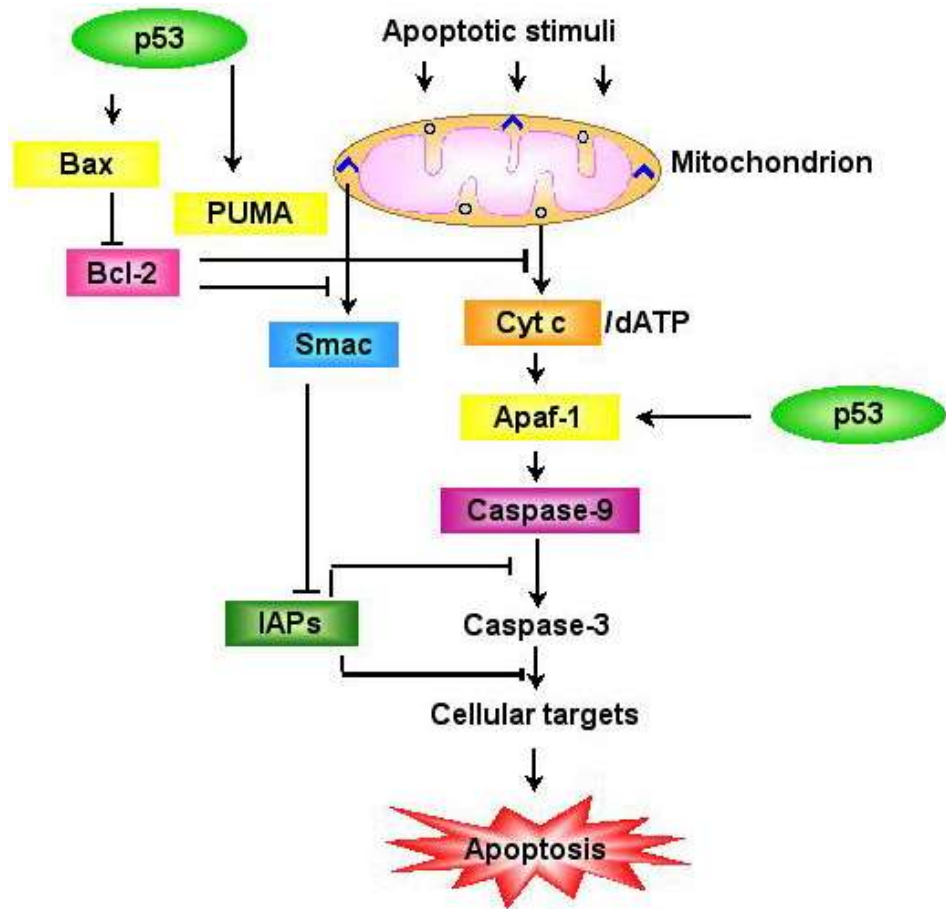 p53
Apoptotic stimuli
Bax
Mitochondrion
PUMA
Bcl-2
Cyt c /dATP
Smac
Apaf-1
p53
Caspase-9
IAPs
Caspase-3
Cellular targets
Apoptosis